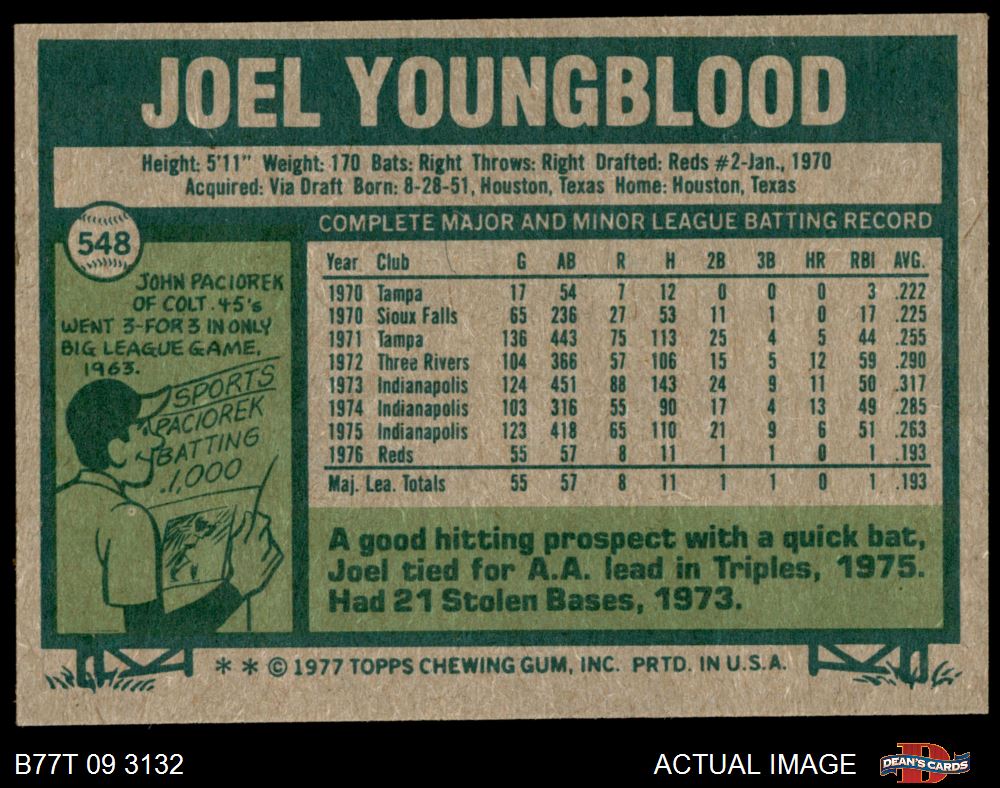 JOEL YOUNGBLOOD
Height: 5'11" Weight: 170 Bats: Right Throws: Right Drafted: Reds #2-Jan., 1970
Acquired: Via Draft Born: 8-28-51, Houston, Texas Home: Houston, Texas
548
JOHN PACIOREK
OF COLT .45's
WENT 3-FOR 3 IN ONLY
BIG LEAGUE GAME,
1963.
SPORTS
PACIOREK
BATTING
.1,000
COMPLETE MAJOR AND MINOR LEAGUE BATTING RECORD
Year Club G AB R H 2B 3B HR RBI AVG.
1970 Tampa 17 54 7 12 0 0 0 3 .222
1970 Sioux Falls 65 236 27 53 11 1 0 17 .225
1971 Tampa 136 443 75 113 25 4 5 44 .255
1972 Three Rivers 104 366 57 106 15 5 12 59 .290
1973 Indianapolis 124 451 88 143 24 9 11 50 .317
1974 Indianapolis 103 316 55 90 17 4 13 49 .285
1975 Indianapolis 123 418 65 110 21 9 6 51 .263
1976 Reds 55 57 8 11 1 1 0 1 .193
Maj. Lea. Totals 55 57 8 11 1 1 0 1 .193
A good hitting prospect with a quick bat,
Joel tied for A.A. lead in Triples, 1975.
Had 21 Stolen Bases, 1973.
* * © 1977 TOPPS CHEWING GUM, INC. PRTD. IN U.S.A.
B77T 09 3132 ACTUAL IMAGE D DEAN'S CARDS